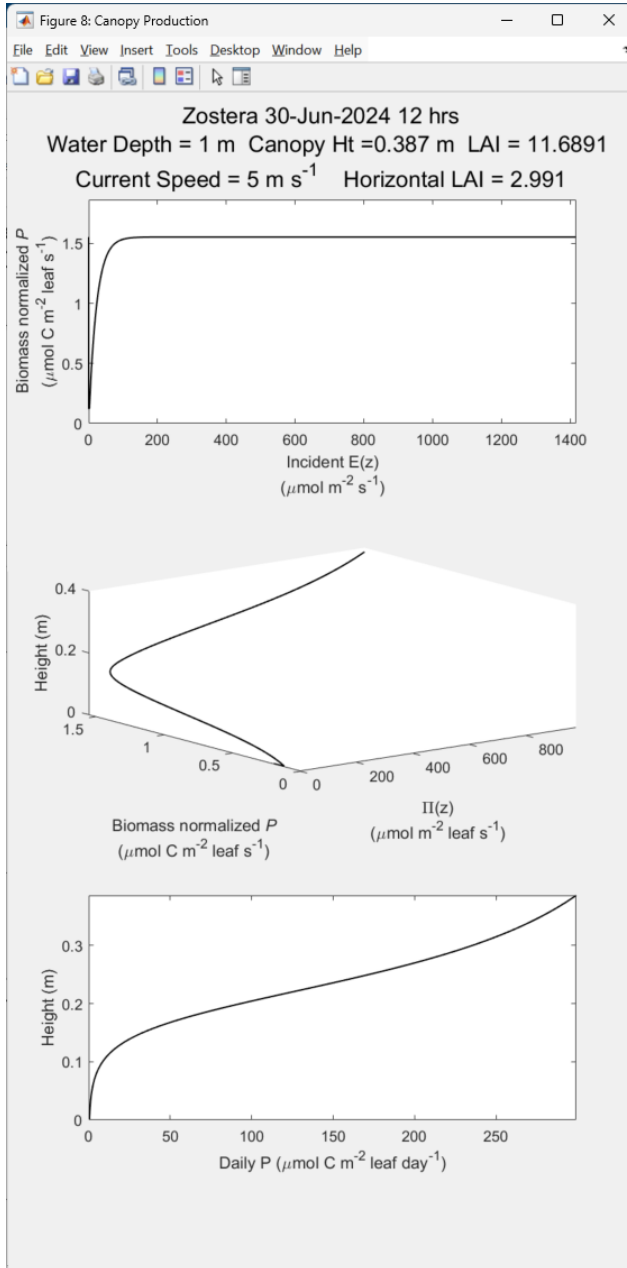 Figure 8: Canopy Production
File Edit View Insert Tools Desktop Window Help
Zostera 30-Jun-2024 12 hrs
Water Depth = 1 m Canopy Ht =0.387 m LAI = 11.6891
Current Speed = 5 m s-1 Horizontal LAI = 2.991
Biomass normalized P
(μmol C m-2 leaf s-1)
1.5
1
0.5
0
0 200 400 600 800 1000 1200 1400
Incident E(z)
(μmol m-2 s-1)
Height (m)
0.4
0.2
0
1.5 1 0.5 0
0 200 400 600 800
Biomass normalized P
(μmol C m-2 leaf s-1)
Π(z)
(μmol m-2 leaf s-1)
Height (m)
0.3
0.2
0.1
0
0 50 100 150 200 250
Daily P (μmol C m-2 leaf day-1)